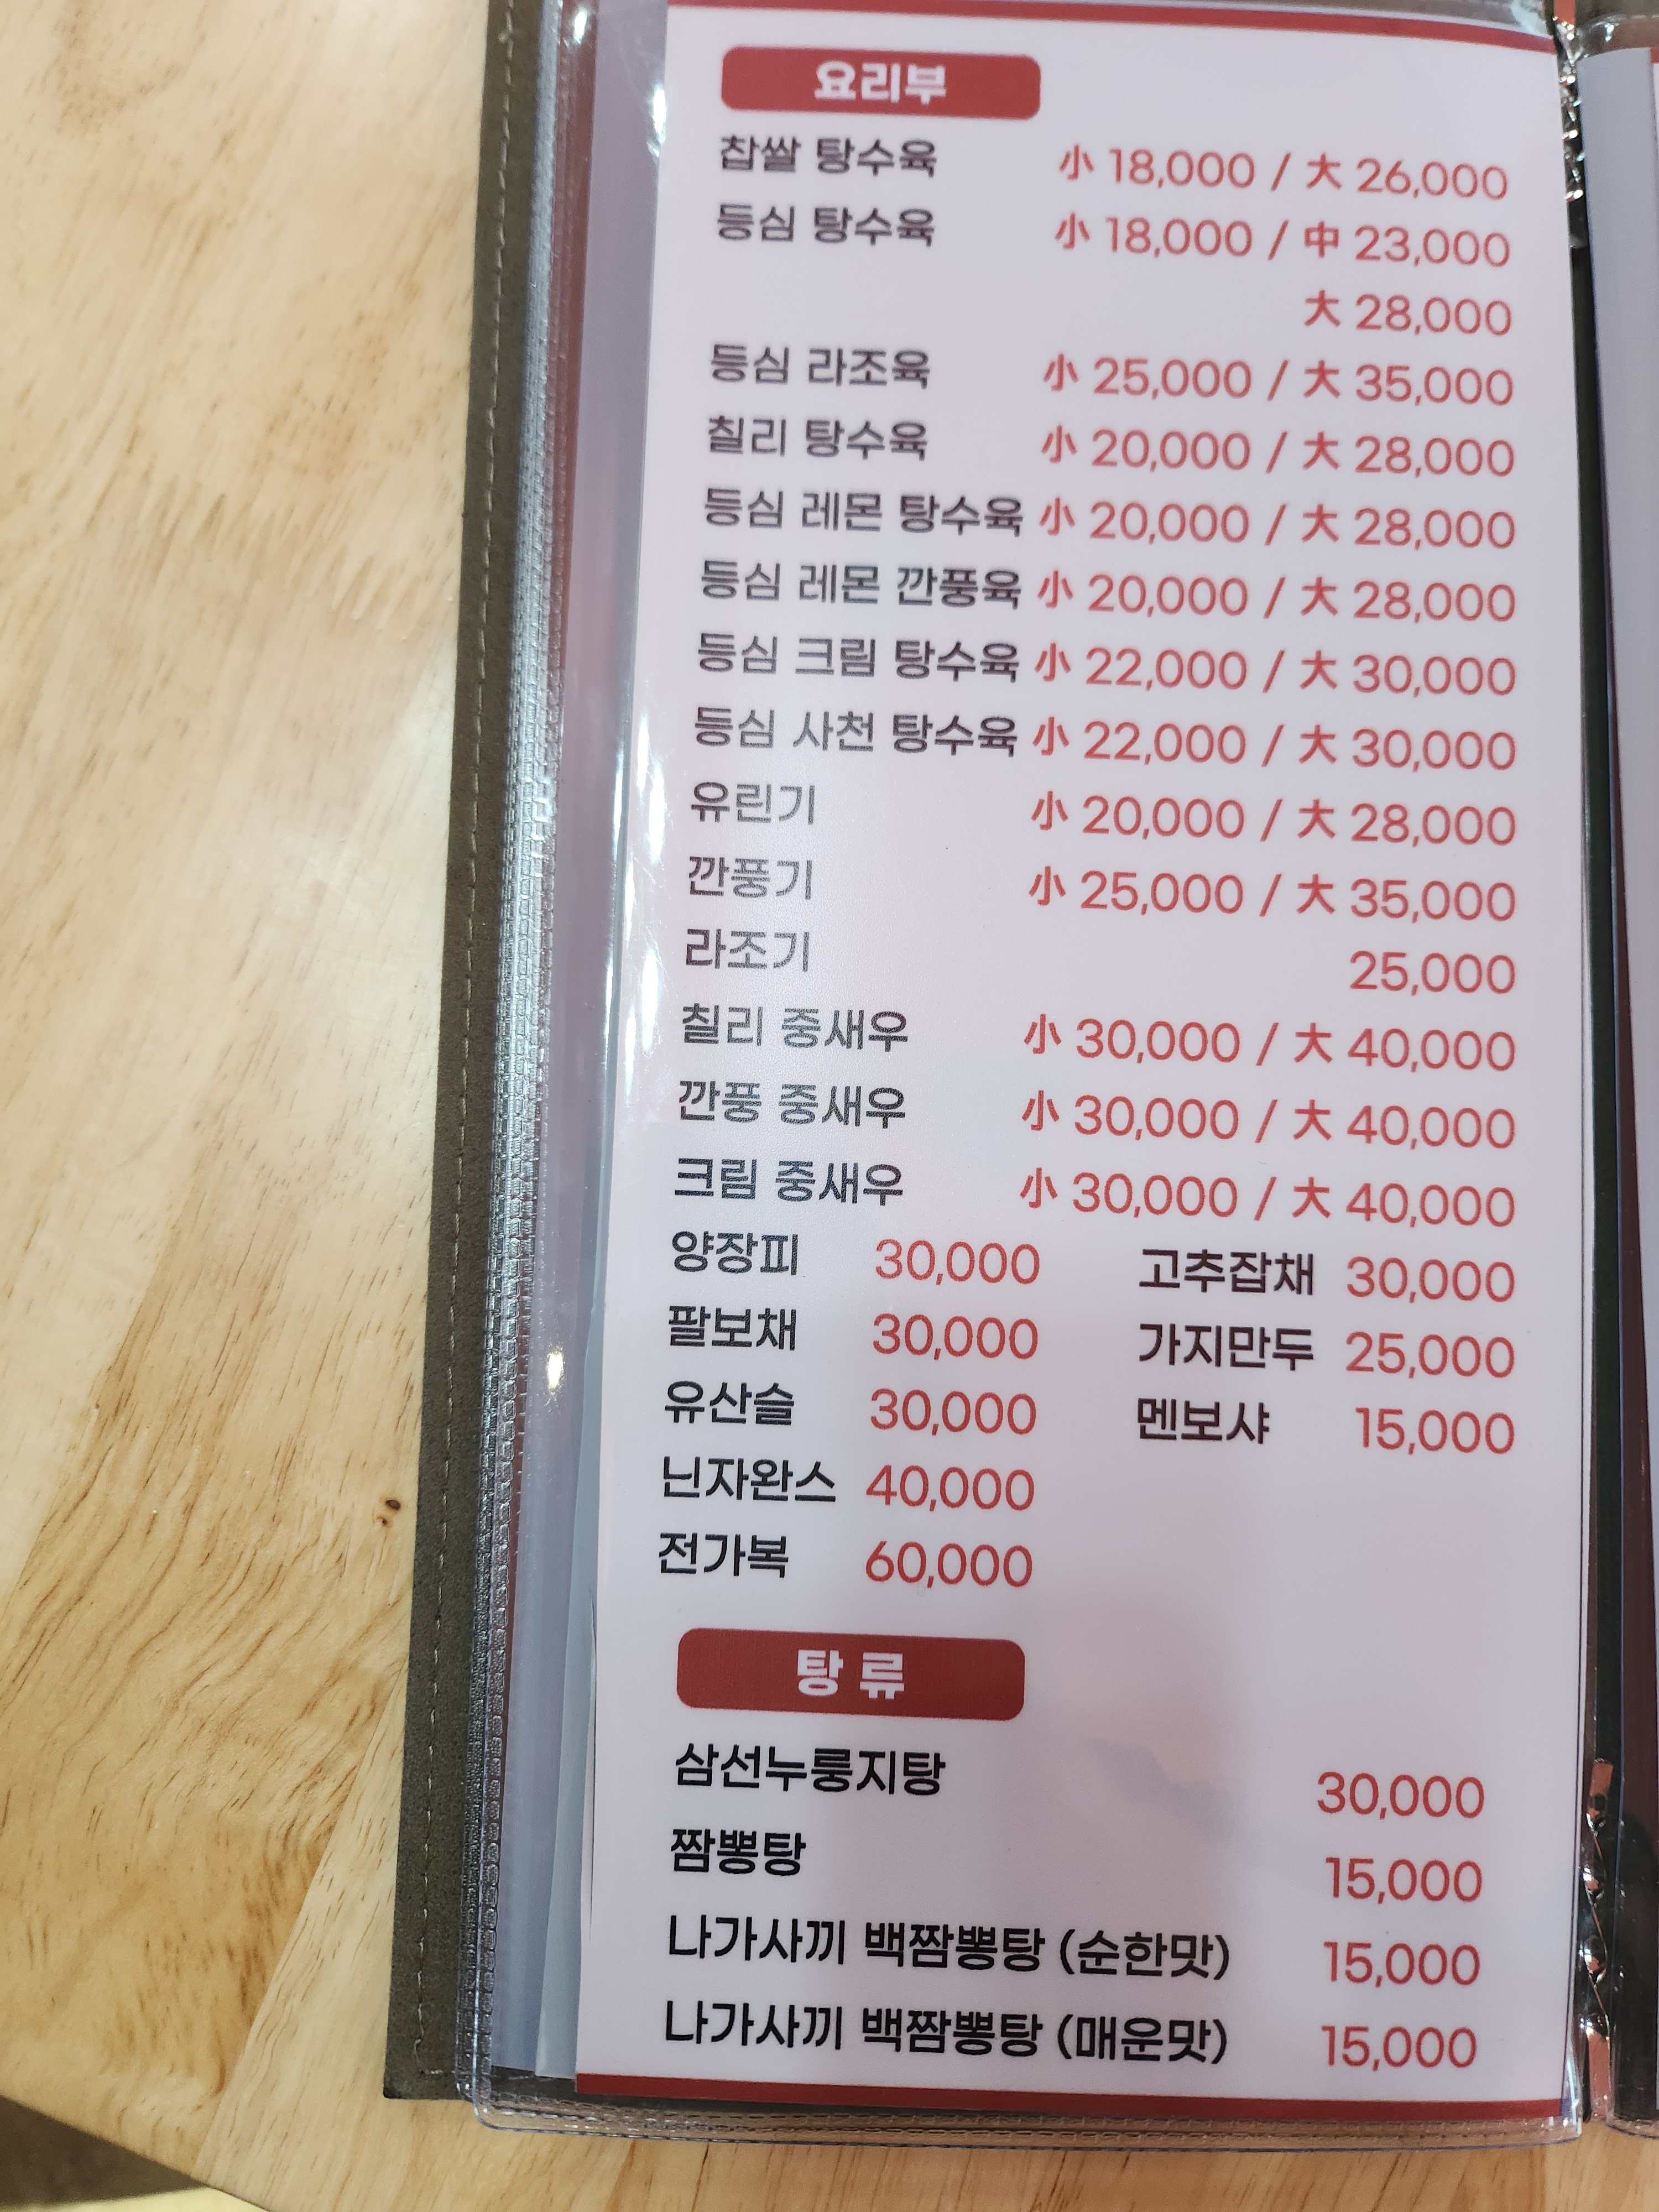 요리부
찹쌀 탕수육 小 18,000 / 大 26,000
등심 탕수육 小 18,000 / 中 23,000
大 28,000
등심 라조육 小 25,000 / 大 35,000
칠리 탕수육 小 20,000 / 大 28,000
등심 레몬 탕수육 小 20,000 / 大 28,000
등심 레몬 깐풍육 小 20,000 / 大 28,000
등심 크림 탕수육 小 22,000 / 大 30,000
등심 사천 탕수육 小 22,000 / 大 30,000
유린기 小 20,000 / 大 28,000
깐풍기 小 25,000 / 大 35,000
라조기 25,000
칠리 중새우 小 30,000 / 大 40,000
깐풍 중새우 小 30,000 / 大 40,000
크림 중새우 小 30,000 / 大 40,000
양장피 30,000 고추잡채 30,000
팔보채 30,000 가지만두 25,000
유산슬 30,000 멘보샤 15,000
닌자완스 40,000
전가복 60,000
탕 류
삼선누룽지탕 30,000
짬뽕탕 15,000
나가사끼 백짬뽕탕 (순한맛) 15,000
나가사끼 백짬뽕탕 (매운맛) 15,000